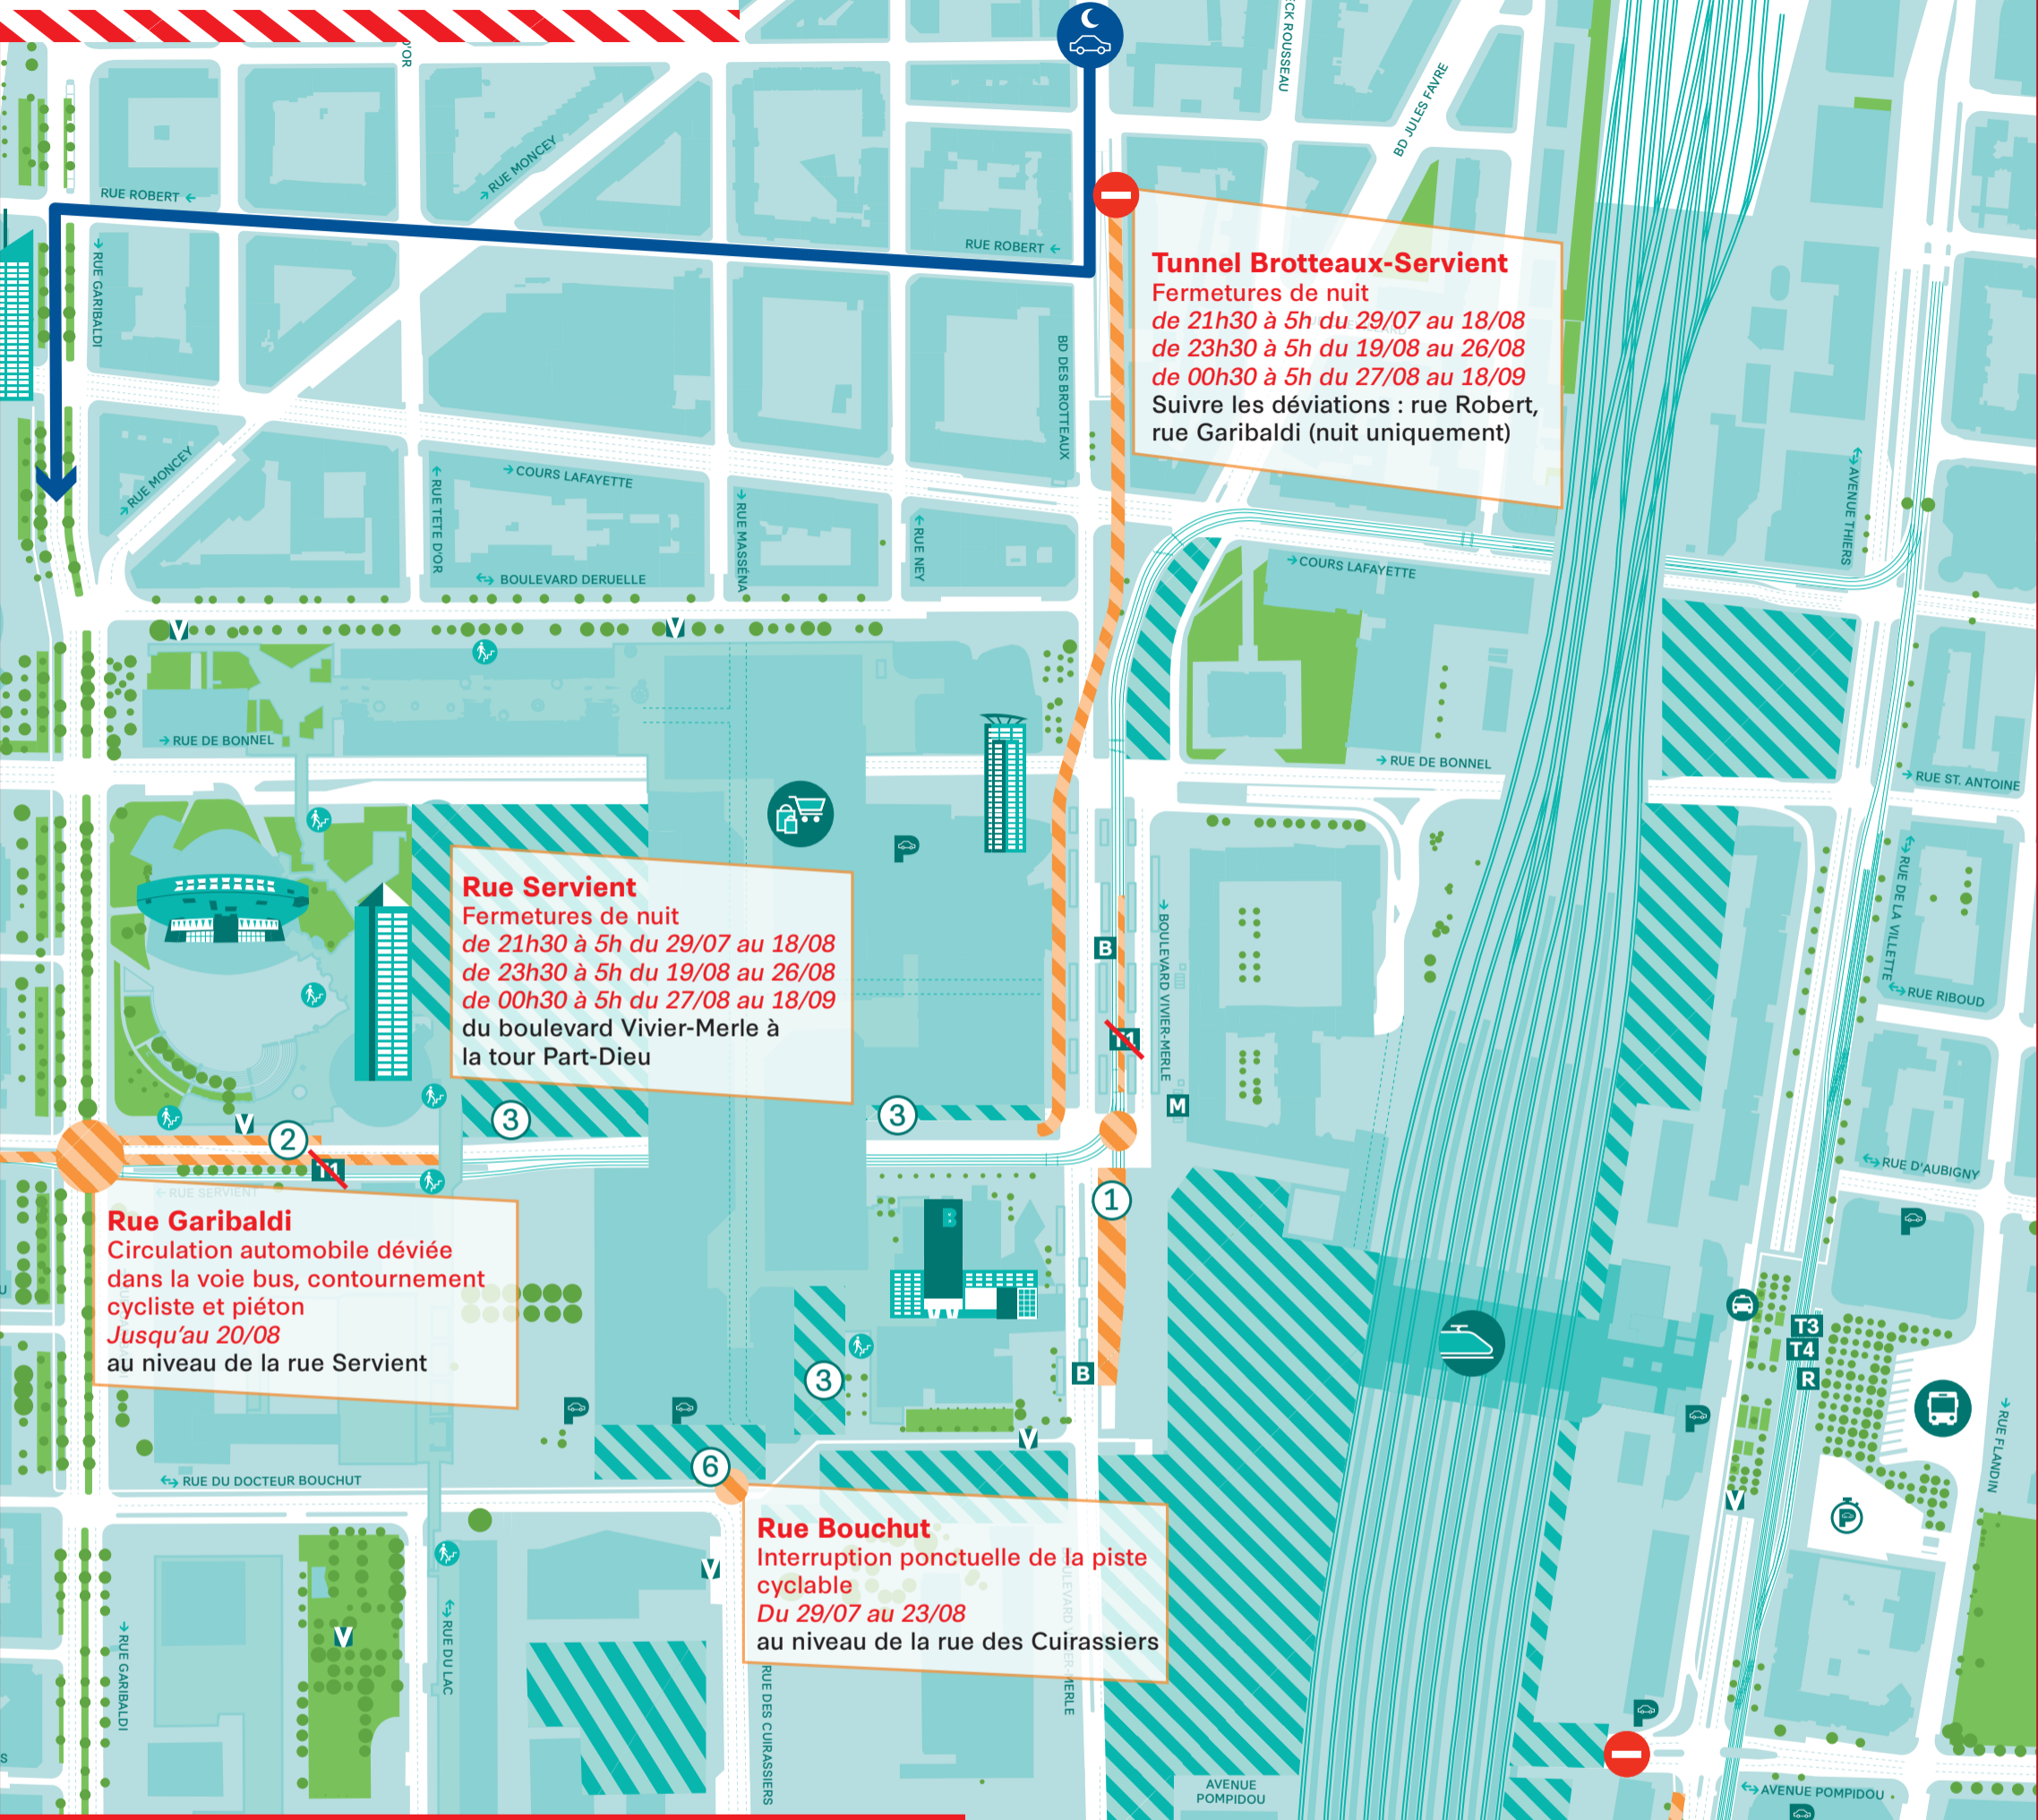 D'OR
CK ROUSSEAU
BD JULES FAVRE
RUE MONCEY
RUE ROBERT ←
RUE ROBERT ←
→ RUE GARIBALDI
BD DES BROTTEAUX
Tunnel Brotteaux-Servient
Fermetures de nuit
de 21h30 à 5h du 29/07 au 18/08
de 23h30 à 5h du 19/08 au 26/08
de 00h30 à 5h du 27/08 au 18/09
Suivre les déviations : rue Robert,
rue Garibaldi (nuit uniquement)
→ RUE MONCEY
← RUE TETE D'OR
→ COURS LAFAYETTE
→ RUE MASSÉNA
← RUE NEY
↔ AVENUE THIERS
↔ BOULEVARD DERUELLE
→ COURS LAFAYETTE
V
V
→ RUE DE BONNEL
→ RUE DE BONNEL
→ RUE ST. ANTOINE
P
Rue Servient
Fermetures de nuit
de 21h30 à 5h du 29/07 au 18/08
de 23h30 à 5h du 19/08 au 26/08
de 00h30 à 5h du 27/08 au 18/09
du boulevard Vivier-Merle à
la tour Part-Dieu
B
→ BOULEVARD VIVIER-MERLE
↔ RUE DE LA VILLETTE
↔ RUE RIBOUD
T1
M
V
2
3
3
T1
← RUE SERVIENT
1
↔ RUE D'AUBIGNY
P
B
Rue Garibaldi
Circulation automobile déviée
dans la voie bus, contournement
cycliste et piéton
Jusqu'au 20/08
au niveau de la rue Servient
T3
T4
R
3
B
P
P
P
V
→ RUE FLANDIN
6
↔ RUE DU DOCTEUR BOUCHUT
V
P
Rue Bouchut
Interruption ponctuelle de la piste
cyclable
Du 29/07 au 23/08
au niveau de la rue des Cuirassiers
V
V
→ RUE GARIBALDI
↔ RUE DU LAC
RUE DES CUIRASSIERS
BOULEVARD VIVIER-MERLE
P
AVENUE
POMPIDOU
↔ AVENUE POMPIDOU
P
S